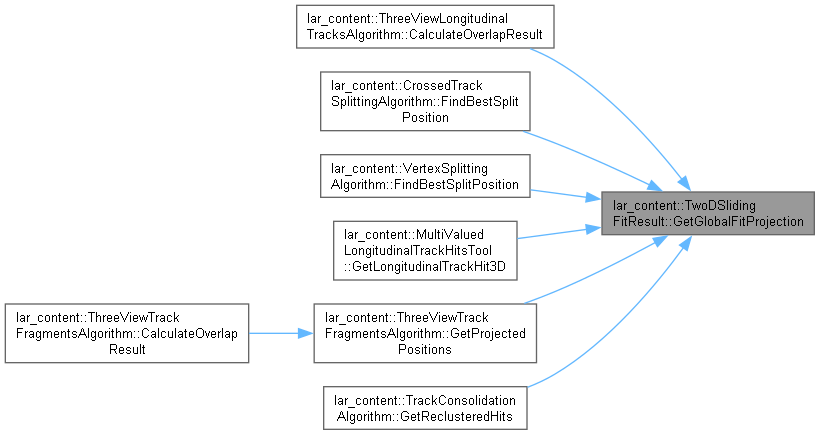 lar_content::ThreeViewLongitudinal
TracksAlgorithm::CalculateOverlapResult
lar_content::CrossedTrack
SplittingAlgorithm::FindBestSplit
Position
lar_content::VertexSplitting
Algorithm::FindBestSplitPosition
lar_content::TwoDSliding
FitResult::GetGlobalFitProjection
lar_content::MultiValued
LongitudinalTrackHitsTool
::GetLongitudinalTrackHit3D
lar_content::ThreeViewTrack
FragmentsAlgorithm::CalculateOverlap
Result
lar_content::ThreeViewTrack
FragmentsAlgorithm::GetProjected
Positions
lar_content::TrackConsolidation
Algorithm::GetReclusteredHits